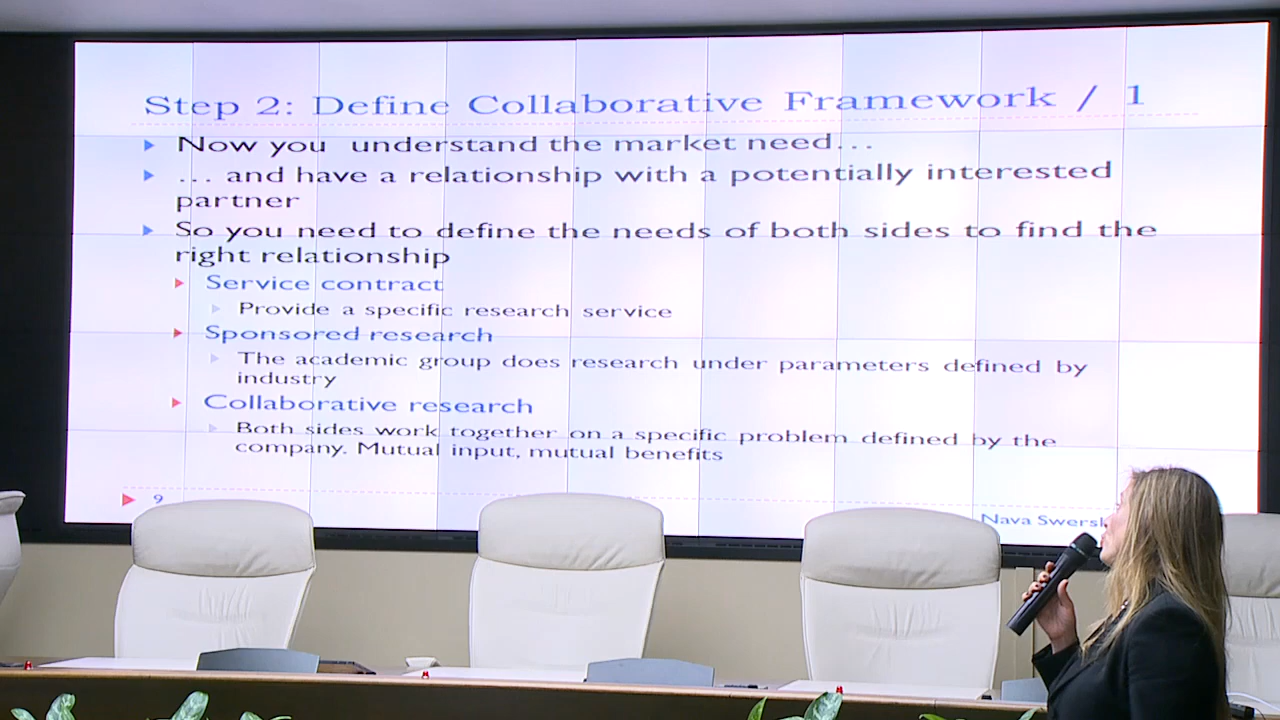 Step 2: Define Collaborative Framework / 1
Now you understand the market need...
... and have a relationship with a potentially interested
partner
So you need to define the needs of both sides to find the
right relationship
Service contract
Provide a specific research service
Sponsored research
The academic group does research under parameters defined by
industry
Collaborative research
Both sides work together on a specific problem defined by the
company. Mutual input, mutual benefits
9
Nava